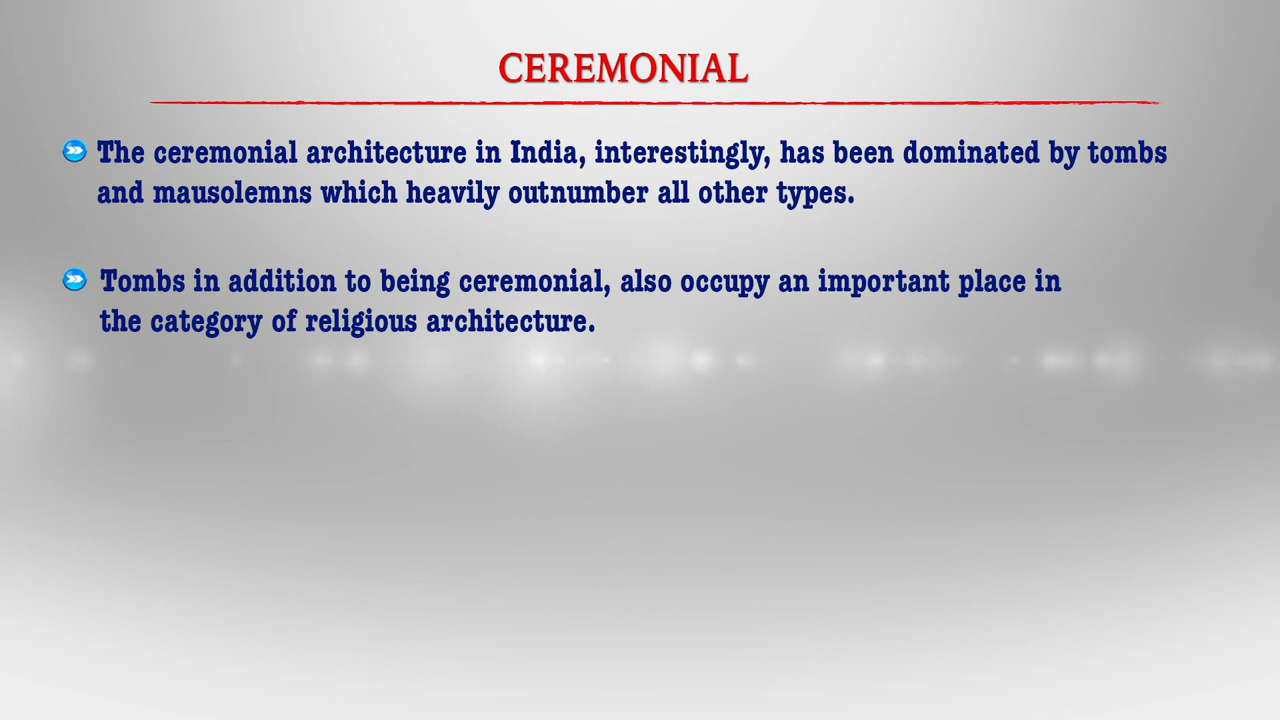 CEREMONIAL
The ceremonial architecture in India, interestingly, has been dominated by tombs
and mausolemns which heavily outnumber all other types.
Tombs in addition to being ceremonial, also occupy an important place in
the category of religious architecture.